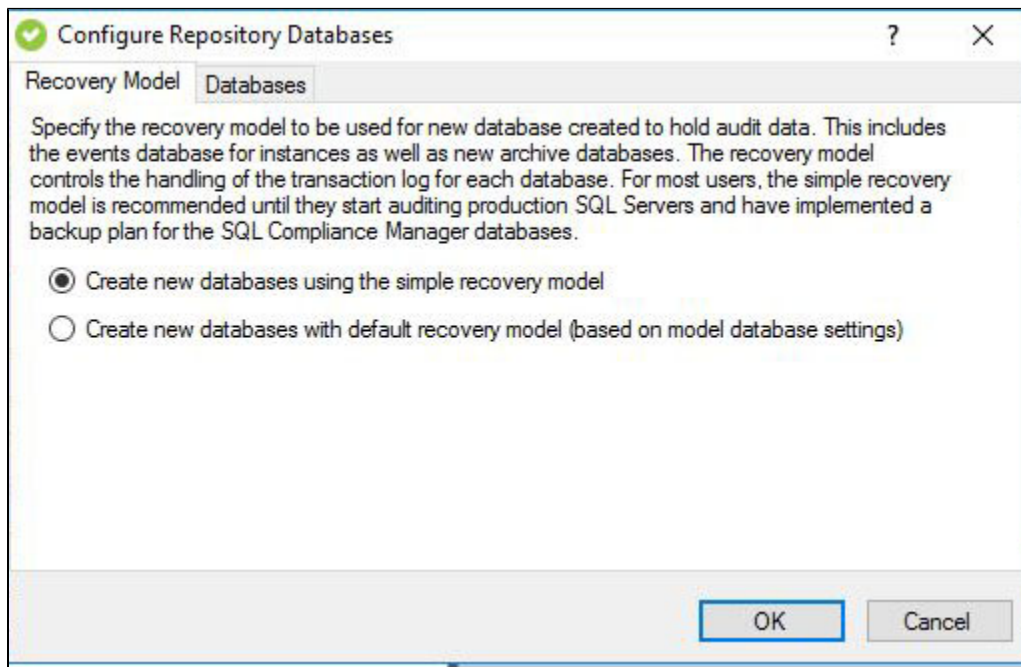 Configure Repository Databases
?
Recovery Model
Databases
Specify the recovery model to be used for new database created to hold audit data. This includes
the events database for instances as well as new archive databases. The recovery model
controls the handling of the transaction log for each database. For most users, the simple recovery
model is recommended until they start auditing production SQL Servers and have implemented a
backup plan for the SQL Compliance Manager databases.
Create new databases using the simple recovery model
Create new databases with default recovery model (based on model database settings)
OK
Cancel